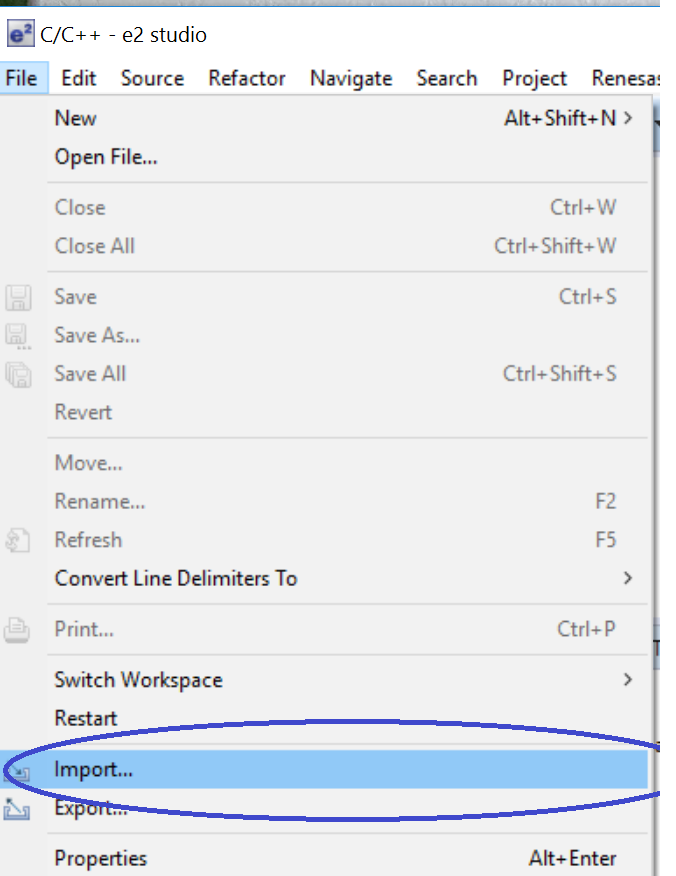 e² C/C++ - e2 studio
File Edit Source Refactor Navigate Search Project Renesas
New Alt+Shift+N >
Open File...
Close Ctrl+W
Close All Ctrl+Shift+W
Save Ctrl+S
Save As...
Save All Ctrl+Shift+S
Revert
Move...
Rename... F2
Refresh F5
Convert Line Delimiters To >
Print... Ctrl+P
Switch Workspace >
Restart
Import...
Export...
Properties Alt+Enter